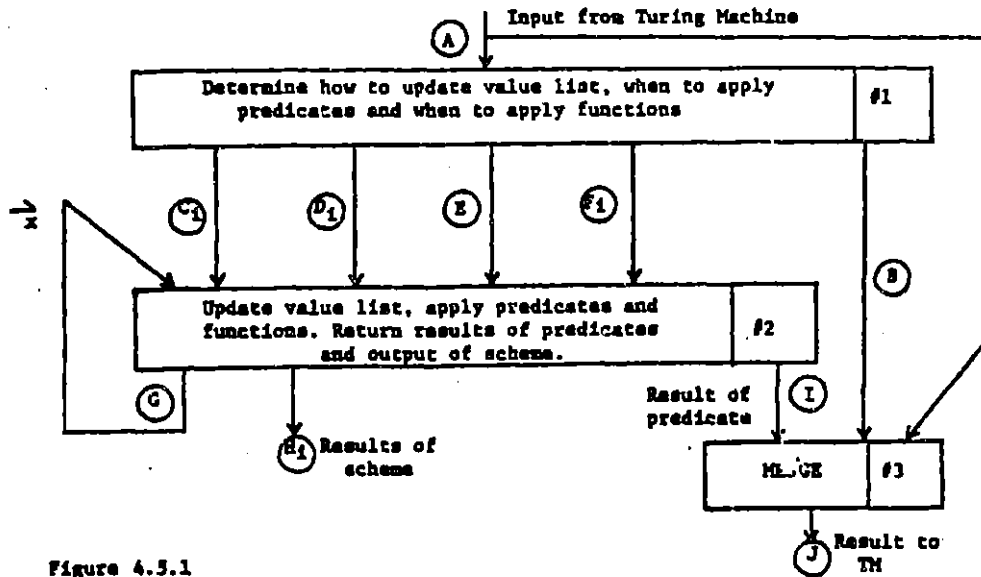 Input from Turing Machine
A
Determine how to update value list, when to apply
predicates and when to apply functions
#1
C1
D1
E
F1
B
x
Update value list, apply predicates and
functions. Return results of predicates
and output of scheme.
#2
G
H1 Results of
scheme
Result of
predicate
I
#3
J
Result to
TM
Figure 4.5.1